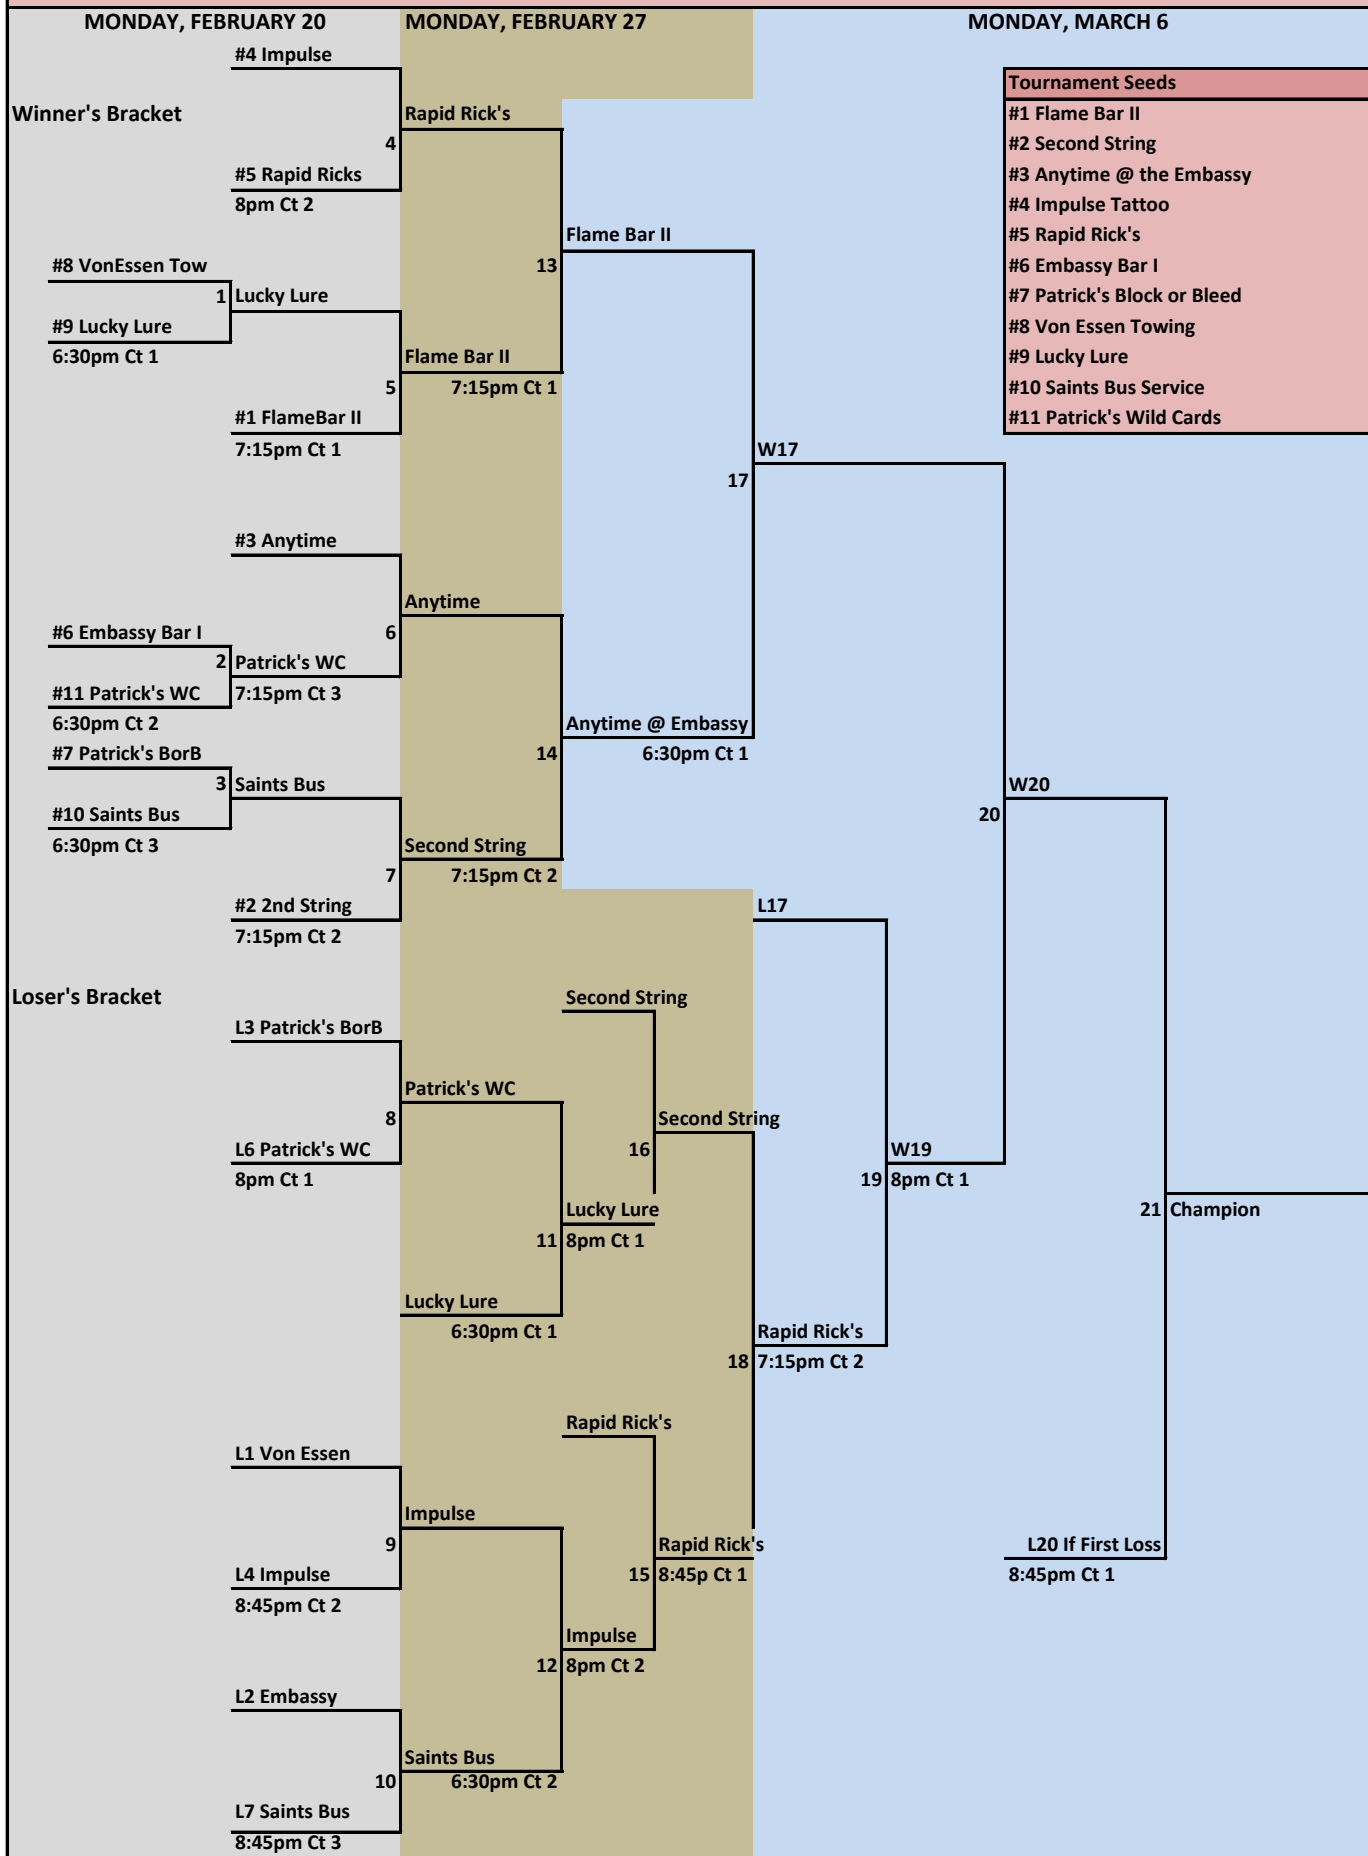 MONDAY, FEBRUARY 20
MONDAY, FEBRUARY 27
MONDAY, MARCH 6
#4 Impulse
Tournament Seeds
Winner's Bracket
Rapid Rick's
#1 Flame Bar II
4
#2 Second String
#5 Rapid Ricks
#3 Anytime @ the Embassy
8pm Ct 2
#4 Impulse Tattoo
Flame Bar II
#5 Rapid Rick's
#8 VonEssen Tow
13
#6 Embassy Bar I
1
Lucky Lure
#7 Patrick's Block or Bleed
#9 Lucky Lure
#8 Von Essen Towing
6:30pm Ct 1
Flame Bar II
#9 Lucky Lure
5
7:15pm Ct 1
#10 Saints Bus Service
#1 FlameBar II
#11 Patrick's Wild Cards
7:15pm Ct 1
W17
17
#3 Anytime
Anytime
#6 Embassy Bar I
6
2
Patrick's WC
#11 Patrick's WC
7:15pm Ct 3
6:30pm Ct 2
Anytime @ Embassy
#7 Patrick's BorB
14
6:30pm Ct 1
3
Saints Bus
W20
#10 Saints Bus
20
6:30pm Ct 3
Second String
7
7:15pm Ct 2
#2 2nd String
L17
7:15pm Ct 2
Loser's Bracket
Second String
L3 Patrick's BorB
Patrick's WC
8
Second String
L6 Patrick's WC
16
W19
8pm Ct 1
19
8pm Ct 1
Lucky Lure
21
Champion
11
8pm Ct 1
Lucky Lure
6:30pm Ct 1
Rapid Rick's
18
7:15pm Ct 2
Rapid Rick's
L1 Von Essen
Impulse
9
Rapid Rick's
L20 If First Loss
L4 Impulse
15
8:45p Ct 1
8:45pm Ct 1
8:45pm Ct 2
Impulse
12
8pm Ct 2
L2 Embassy
Saints Bus
10
6:30pm Ct 2
L7 Saints Bus
8:45pm Ct 3